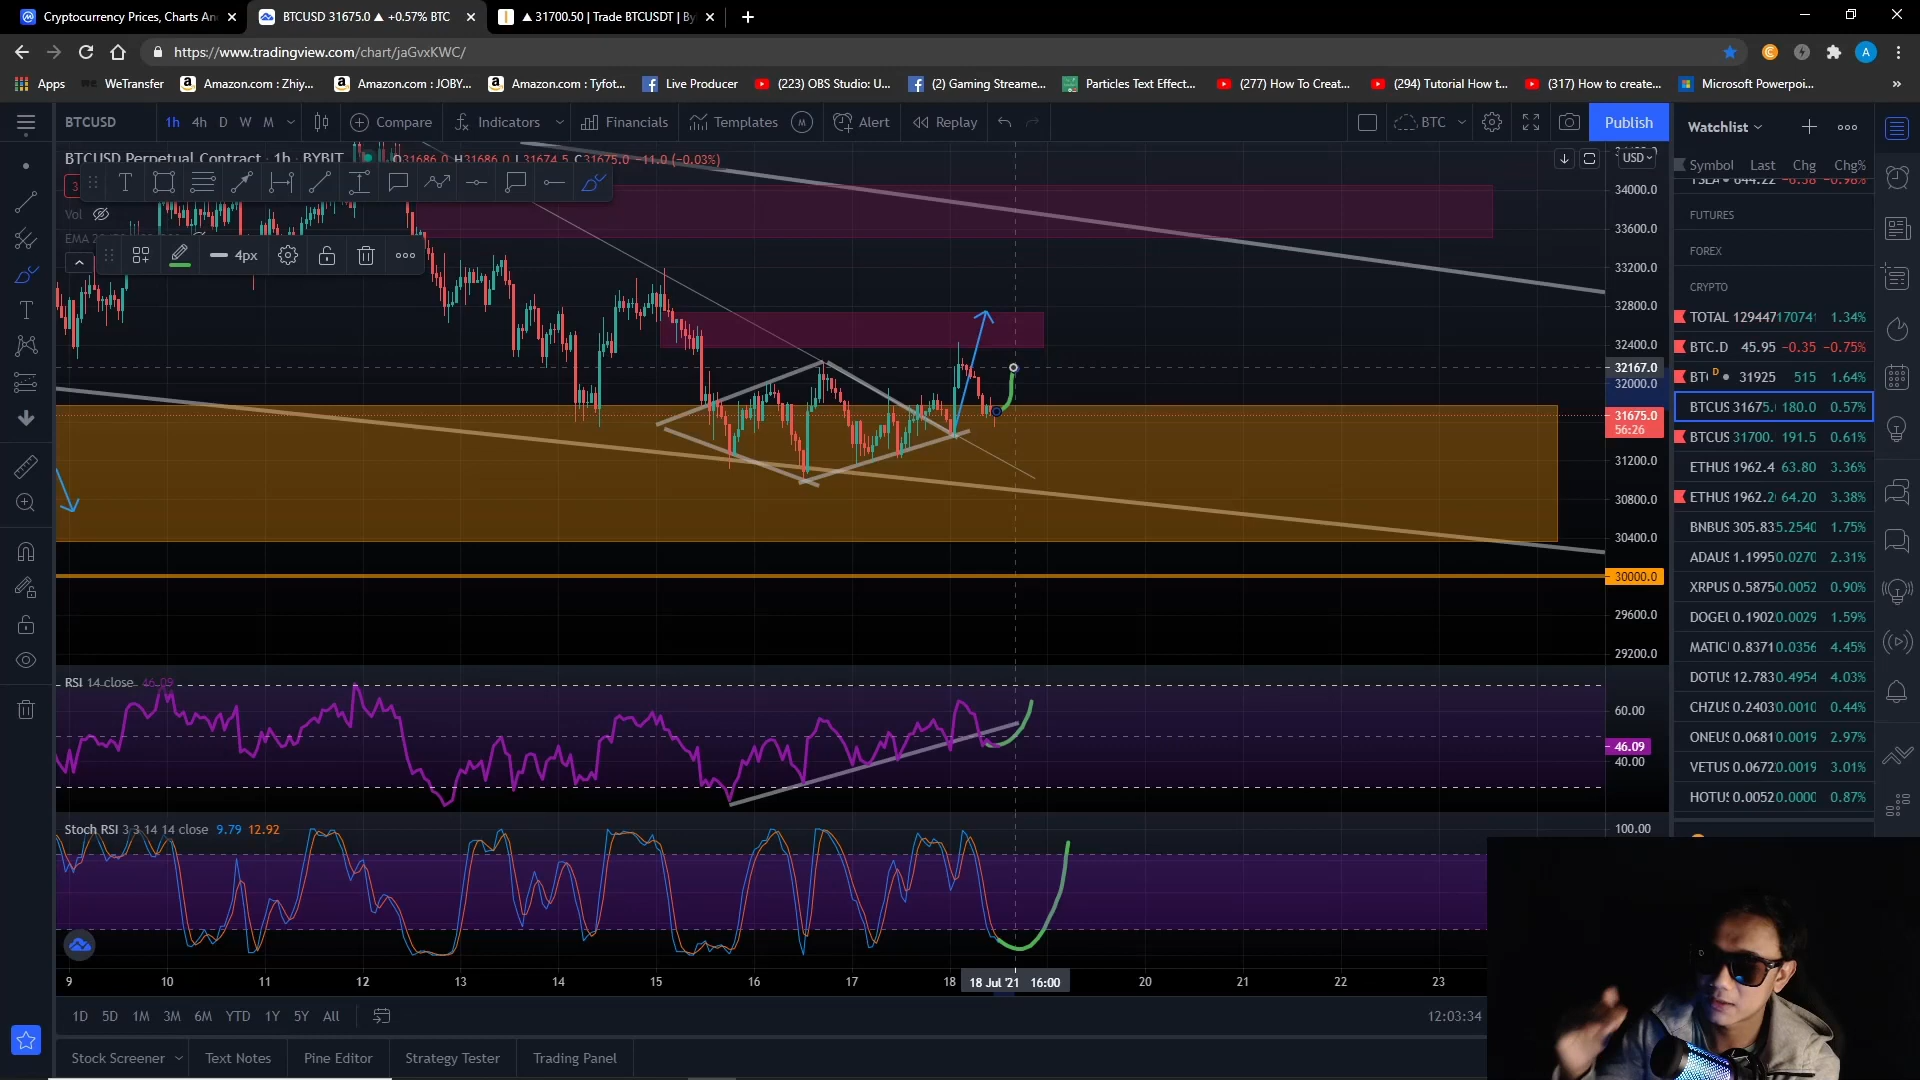 Cryptocurrency Prices, Charts An
BTCUSD 31675.0 ▲ +0.57% BTC
▲ 31700.50 | Trade BTCUSDT | By
https://www.tradingview.com/chart/jaGvxKWC/
A
Apps
we WeTransfer
Amazon.com : Zhiy...
Amazon.com : JOBY...
Amazon.com : Tyfot...
Live Producer
(223) OBS Studio: U...
(2) Gaming Streame...
Particles Text Effect...
(277) How To Creat...
(294) Tutorial How t...
(317) How to create...
Microsoft Powerpoi...
BTCUSD 1h 4h D W M
Compare
Indicators
Financials
Templates
M
Alert
Replay
BTC
Publish
BTCUSD Perpetual Contract · 1h · BYBIT
O31686.0 H31686.0 L31674.5 C31675.0 −11.0 (−0.03%)
USD
3
Vol
4px
34000.0
33600.0
33200.0
32800.0
32400.0
32167.0
32000.0
31675.0
56:26
31200.0
30800.0
30400.0
30000.0
29600.0
29200.0
RSI 14 close 46.09
60.00
46.09
40.00
Stoch RSI 3 3 14 14 close 9.79 12.92
100.00
9 10 11 12 13 14 15 16 17 18 18 Jul '21 16:00 20 21 22 23
1D 5D 1M 3M 6M YTD 1Y 5Y All
12:03:34
Stock Screener
Text Notes
Pine Editor
Strategy Tester
Trading Panel
Watchlist
Symbol Last Chg Chg%
TSLA 644.22 −6.38 −0.98%
FUTURES
FOREX
CRYPTO
TOTAL 129447 170741 1.34%
BTC.D 45.95 −0.35 −0.75%
BT D 31925 515 1.64%
BTCUS 31675. 180.0 0.57%
BTCUS 31700. 191.5 0.61%
ETHUS 1962.4 63.80 3.36%
ETHUS 1962.2 64.20 3.38%
BNBUS 305.83 5.2540 1.75%
ADAUS 1.1995 0.0270 2.31%
XRPUS 0.5875 0.0052 0.90%
DOGEU 0.1902 0.0029 1.59%
MATIC 0.8371 0.0356 4.45%
DOTUS 12.783 0.4954 4.03%
CHZUS 0.2403 0.0010 0.44%
ONEUS 0.0681 0.0019 2.97%
VETUS 0.0672 0.0019 3.01%
HOTUS 0.0052 0.0000 0.87%